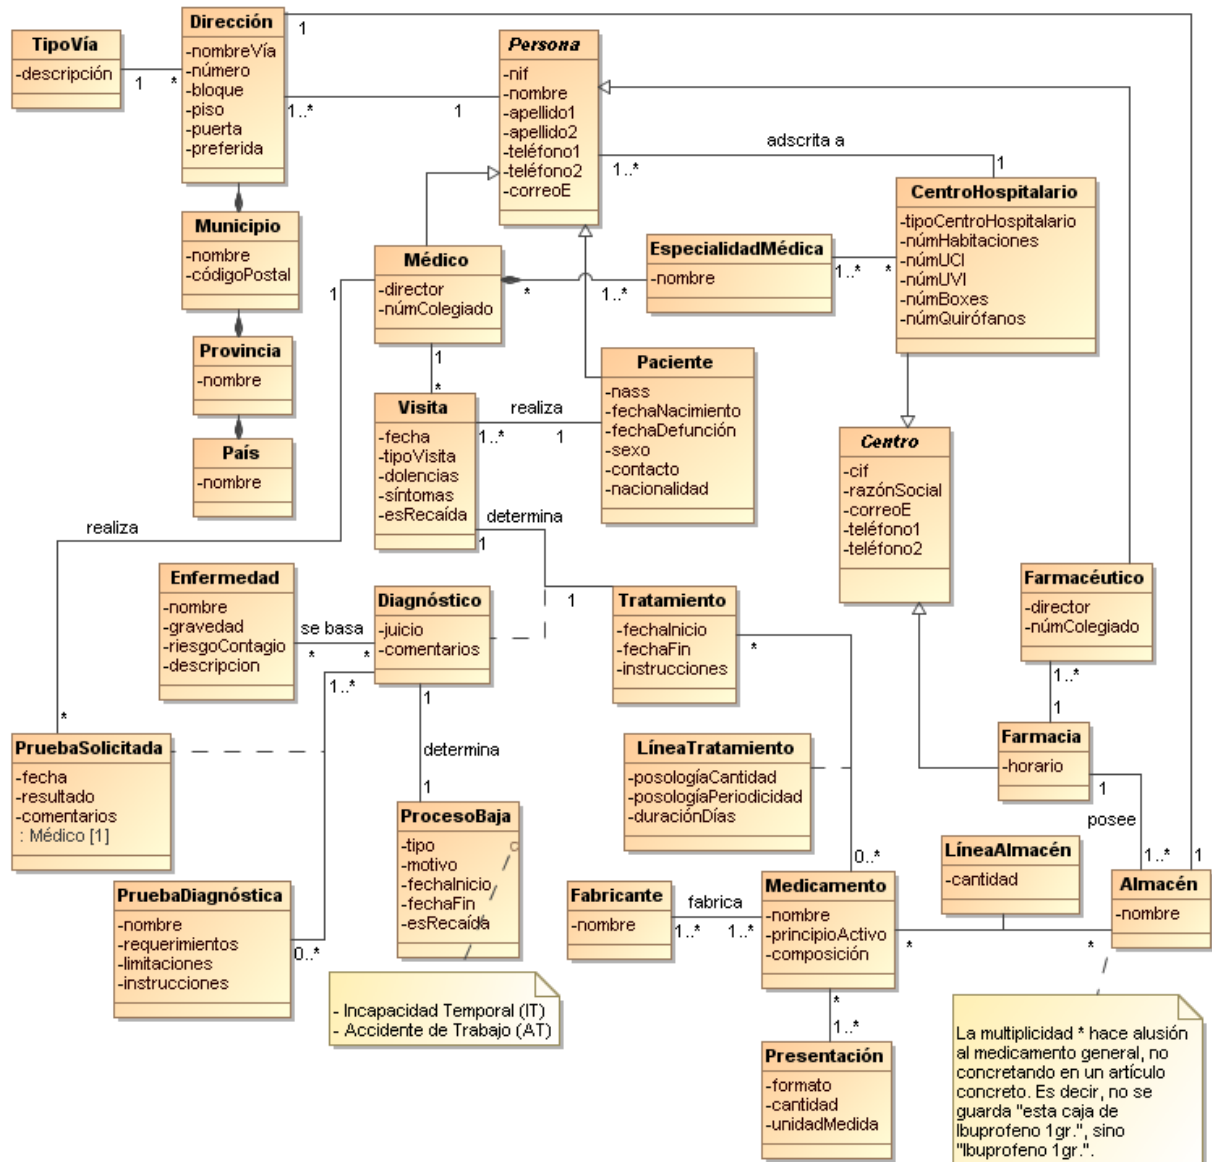 Dirección
-nombreVía
-número
-bloque
-piso
-puerta
-preferida
1
TipoVía
-descripción
1
*
1..*
1
Persona
-nif
-nombre
-apellido1
-apellido2
-teléfono1
-teléfono2
-correoE
adscrita a
1..*
1
CentroHospitalario
-tipoCentroHospitalario
-númHabitaciones
-númUCI
-númUVI
-númBoxes
-númQuirófanos
Municipio
-nombre
-códigoPostal
Médico
-director
-númColegiado
1
*
1..*
EspecialidadMédica
-nombre
1..*
*
Provincia
-nombre
País
-nombre
1
*
Visita
-fecha
-tipoVisita
-dolencias
-síntomas
-esRecaída
realiza
1..*
1
Paciente
-nass
-fechaNacimiento
-fechaDefunción
-sexo
-contacto
-nacionalidad
Centro
-cif
-razónSocial
-correoE
-teléfono1
-teléfono2
realiza
*
determina
1
1
Enfermedad
-nombre
-gravedad
-riesgoContagio
-descripcion
se basa
*
*
Diagnóstico
-juicio
-comentarios
1..*
1
Tratamiento
-fechaInicio
-fechaFin
-instrucciones
*
Farmacéutico
-director
-númColegiado
1..*
1
Farmacia
-horario
1
posee
1..*
1
PruebaSolicitada
-fecha
-resultado
-comentarios
: Médico [1]
determina
1
LíneaTratamiento
-posologíaCantidad
-posologíaPeriodicidad
-duraciónDías
0..*
ProcesoBaja
-tipo
-motivo
-fechaInicio
-fechaFin
-esRecaída
LíneaAlmacén
-cantidad
Almacén
-nombre
PruebaDiagnóstica
-nombre
-requerimientos
-limitaciones
-instrucciones
0..*
Fabricante
-nombre
fabrica
1..*
1..*
Medicamento
-nombre
-principioActivo
-composición
*
*
- Incapacidad Temporal (IT)
- Accidente de Trabajo (AT)
*
1..*
Presentación
-formato
-cantidad
-unidadMedida
La multiplicidad * hace alusión
al medicamento general, no
concretando en un artículo
concreto. Es decir, no se
guarda "esta caja de
Ibuprofeno 1gr.", sino
"Ibuprofeno 1gr.".